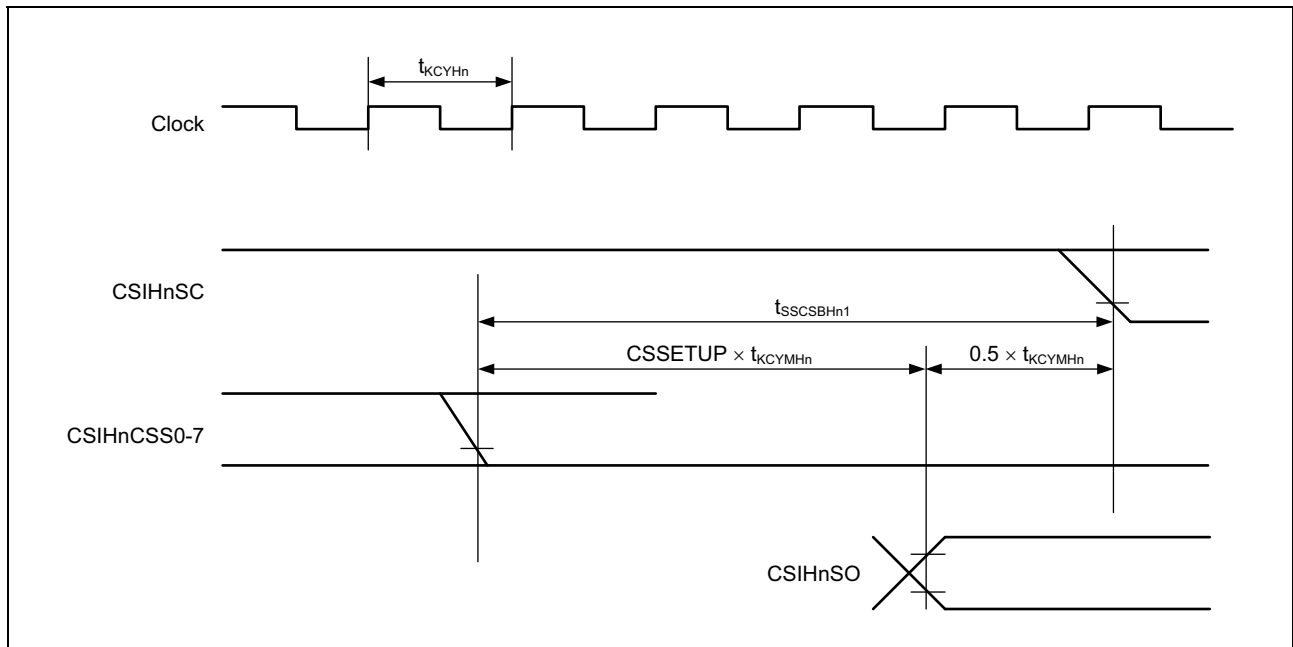 tKCYHn
Clock
CSIHnSC
tSSCSBHn1
CSSETUP × tKCYMHn
0.5 × tKCYMHn
CSIHnCSS0-7
CSIHnSO